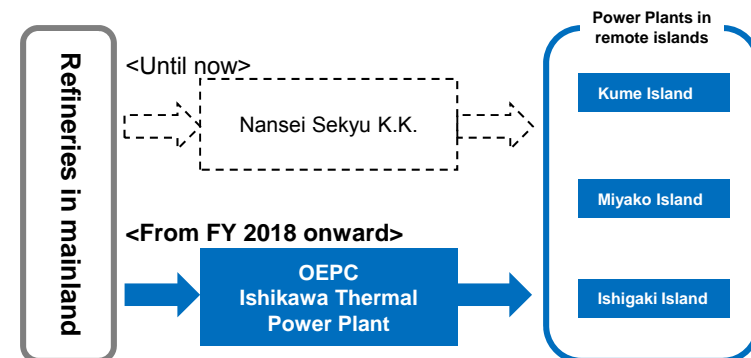 Refineries in mainland
<Until now>
Nansei Sekyu K.K.
<From FY 2018 onward>
OEPC
Ishikawa Thermal
Power Plant
Power Plants in
remote islands
Kume Island
Miyako Island
Ishigaki Island